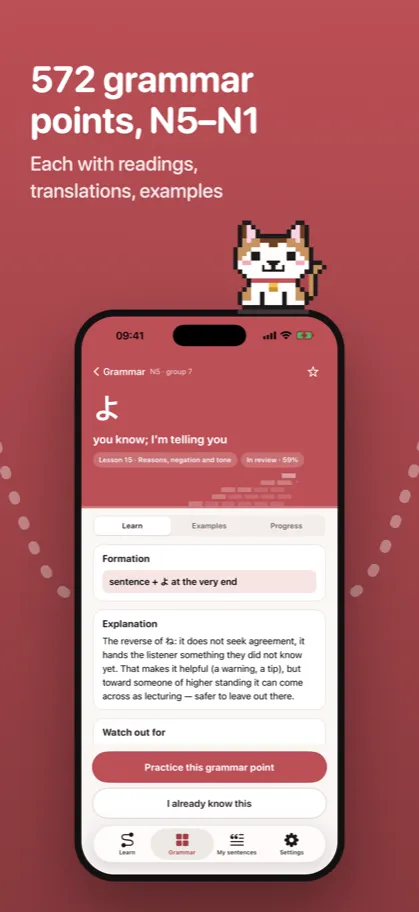 572 grammar
points, N5–N1
Each with readings,
translations, examples
09:41
Grammar N5 · group 7
よ
you know; I'm telling you
Lesson 15 · Reasons, negation and tone
In review · 59%
Learn
Examples
Progress
Formation
sentence + よ at the very end
Explanation
The reverse of ね: it does not seek agreement, it
hands the listener something they did not know
yet. That makes it helpful (a warning, a tip), but
toward someone of higher standing it can come
across as lecturing — safer to leave out there.
Watch out for
Practice this grammar point
I already know this
Learn
Grammar
My sentences
Settings